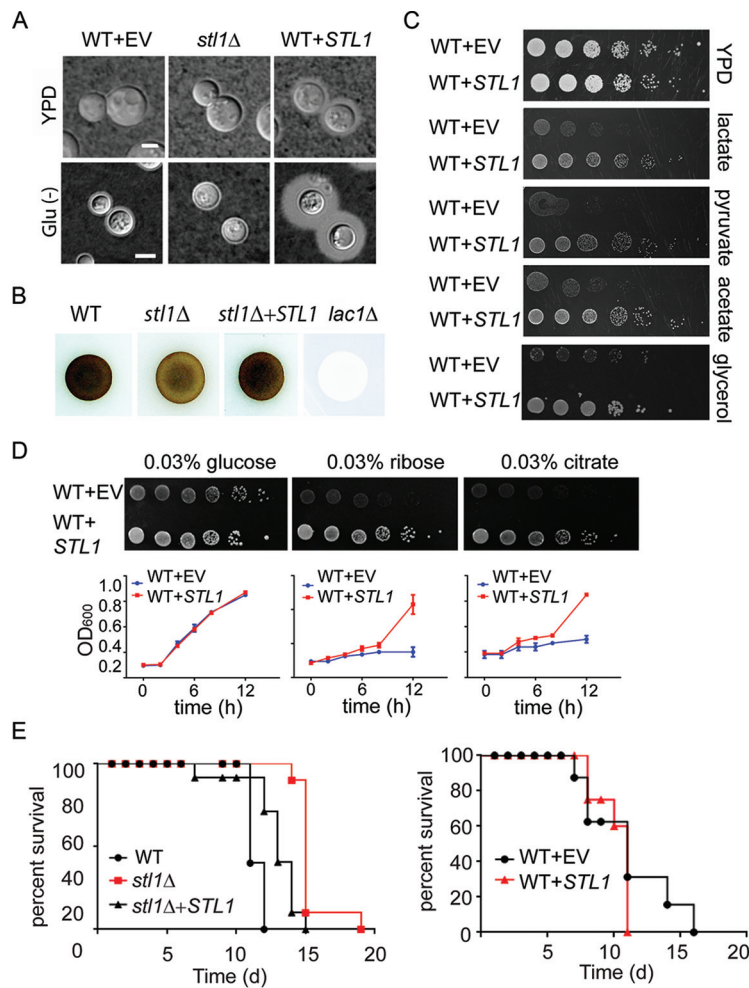 A
WT+EV stl1Δ WT+STL1
YPD
Glu (-)
B
WT stl1Δ stl1Δ+STL1 lac1Δ
C
WT+EV
WT+STL1
YPD
WT+EV
WT+STL1
lactate
WT+EV
WT+STL1
pyruvate
WT+EV
WT+STL1
acetate
WT+EV
WT+STL1
glycerol
D
0.03% glucose 0.03% ribose 0.03% citrate
WT+EV
WT+
STL1
WT+EV WT+EV WT+EV
WT+STL1 WT+STL1 WT+STL1
OD600
1.0
0.8
0.6
0.4
0.2
0 6 12 0 6 12 0 6 12
time (h) time (h) time (h)
E
percent survival
100
80
60
40
20
0
WT
stl1Δ
stl1Δ+STL1
5 10 15 20
Time (d)
percent survival
100
80
60
40
20
0
WT+EV
WT+STL1
0 5 10 15 20
Time (d)